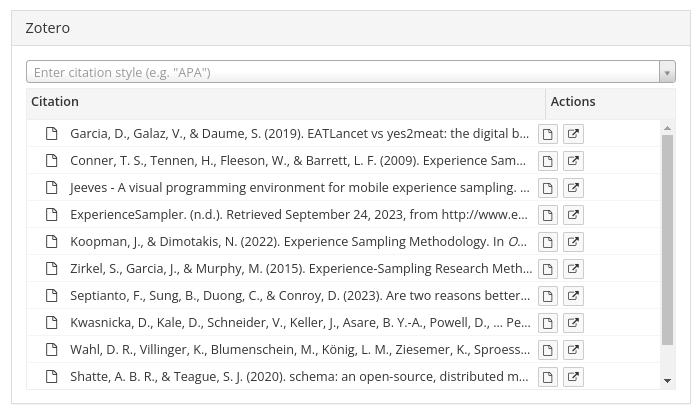 Zotero
Enter citation style (e.g. "APA")
Citation Actions
Garcia, D., Galaz, V., & Daume, S. (2019). EATLancet vs yes2meat: the digital b...
Conner, T. S., Tennen, H., Fleeson, W., & Barrett, L. F. (2009). Experience Sam...
Jeeves - A visual programming environment for mobile experience sampling. ...
ExperienceSampler. (n.d.). Retrieved September 24, 2023, from http://www.e...
Koopman, J., & Dimotakis, N. (2022). Experience Sampling Methodology. In O...
Zirkel, S., Garcia, J., & Murphy, M. (2015). Experience-Sampling Research Meth...
Septianto, F., Sung, B., Duong, C., & Conroy, D. (2023). Are two reasons better...
Kwasnicka, D., Kale, D., Schneider, V., Keller, J., Asare, B. Y.-A., Powell, D., ... Pe...
Wahl, D. R., Villinger, K., Blumenschein, M., König, L. M., Ziesemer, K., Sproess...
Shatte, A. B. R., & Teague, S. J. (2020). schema: an open-source, distributed m...